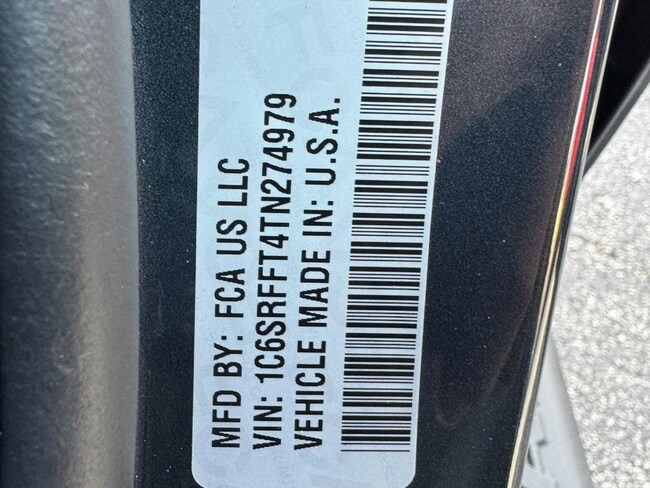 MFD BY: FCA US LLC
VIN: 1C6SRFFT4TN274979
VEHICLE MADE IN: U.S.A.